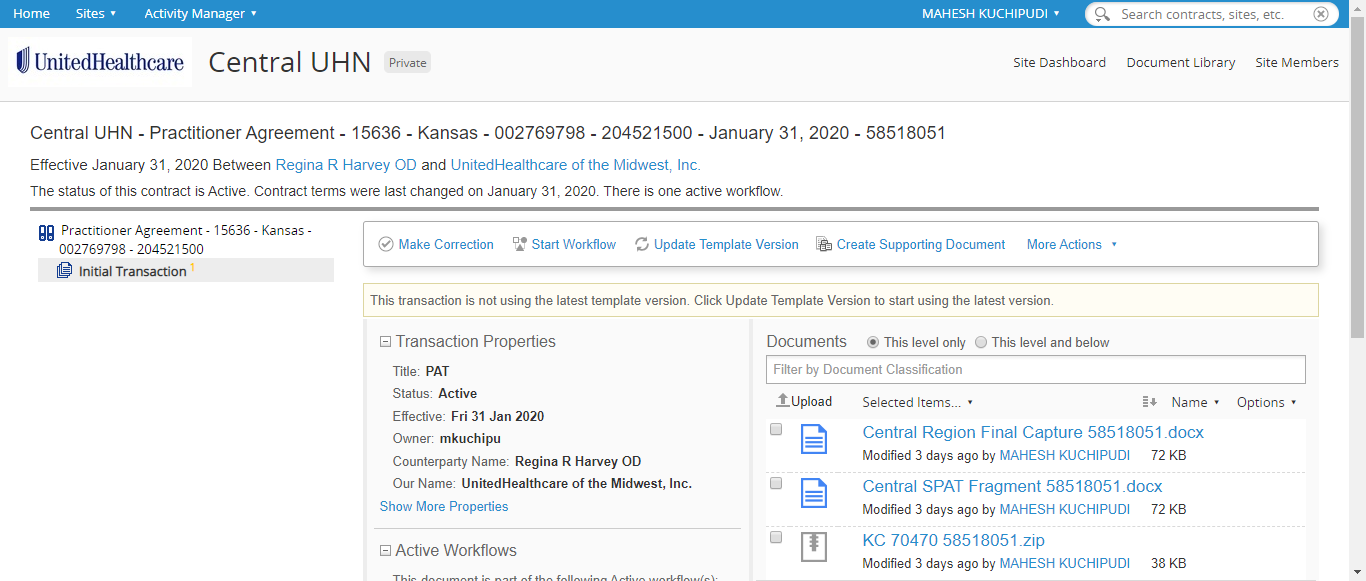 Home Sites Activity Manager MAHESH KUCHIPUDI Search contracts, sites, etc.
UnitedHealthcare Central UHN Private Site Dashboard Document Library Site Members
Central UHN - Practitioner Agreement - 15636 - Kansas - 002769798 - 204521500 - January 31, 2020 - 58518051
Effective January 31, 2020 Between Regina R Harvey OD and UnitedHealthcare of the Midwest, Inc.
The status of this contract is Active. Contract terms were last changed on January 31, 2020. There is one active workflow.
Practitioner Agreement - 15636 - Kansas -
002769798 - 204521500
Initial Transaction 1
Make Correction Start Workflow Update Template Version Create Supporting Document More Actions
This transaction is not using the latest template version. Click Update Template Version to start using the latest version.
Transaction Properties
Title: PAT
Status: Active
Effective: Fri 31 Jan 2020
Owner: mkuchipu
Counterparty Name: Regina R Harvey OD
Our Name: UnitedHealthcare of the Midwest, Inc.
Show More Properties
Active Workflows
This document is part of the following Active workflow(s):
Documents This level only This level and below
Filter by Document Classification
Upload Selected Items... Name Options
Central Region Final Capture 58518051.docx
Modified 3 days ago by MAHESH KUCHIPUDI 72 KB
Central SPAT Fragment 58518051.docx
Modified 3 days ago by MAHESH KUCHIPUDI 72 KB
KC 70470 58518051.zip
Modified 3 days ago by MAHESH KUCHIPUDI 38 KB